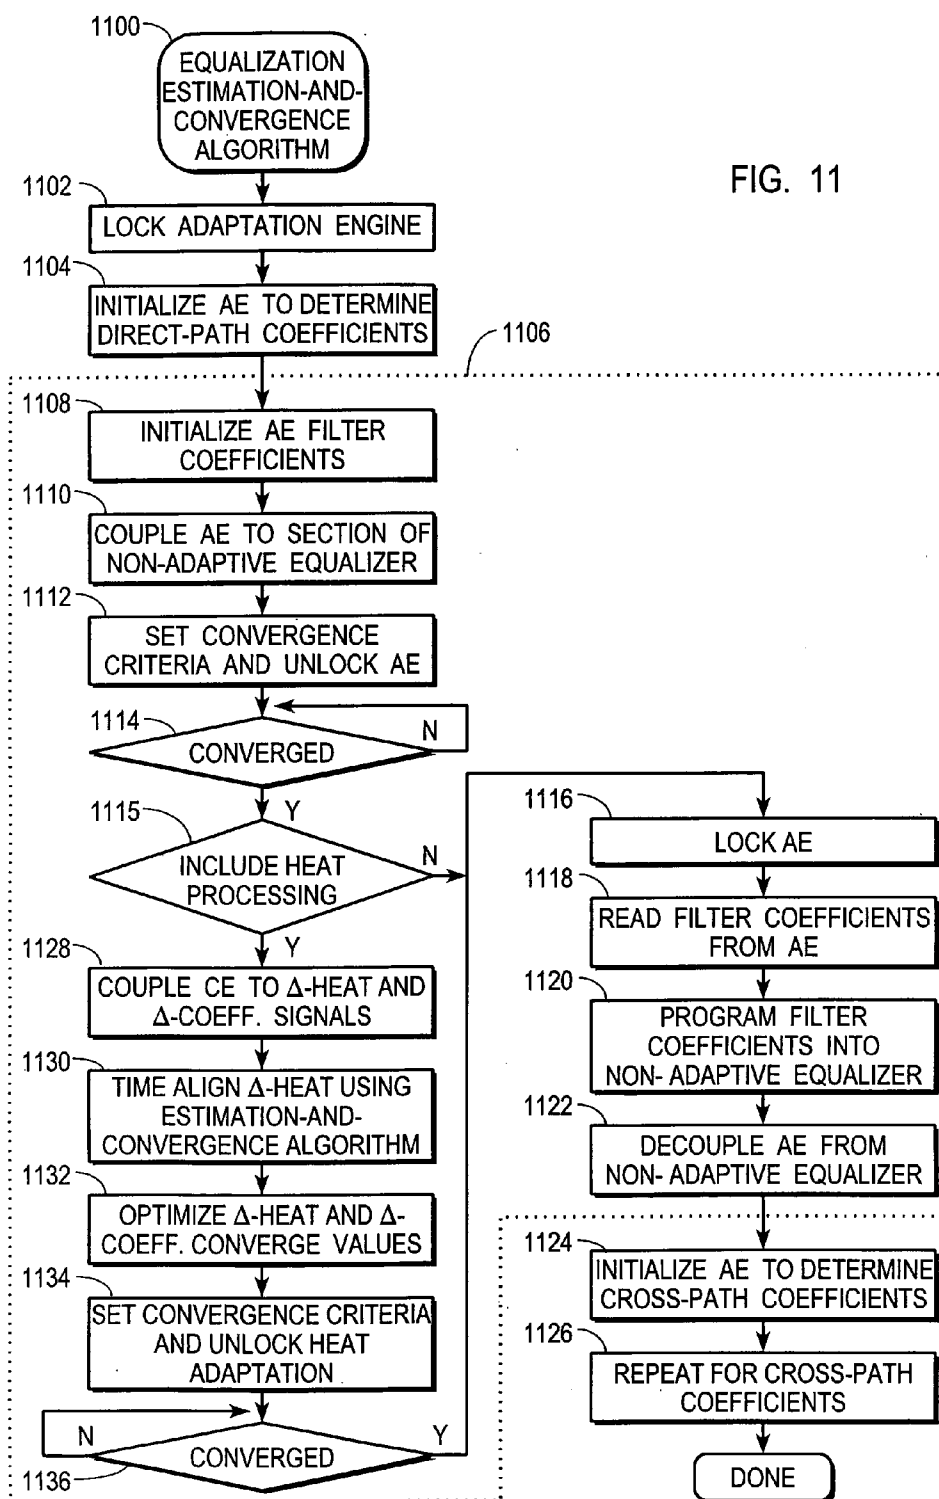 1100
EQUALIZATION
ESTIMATION-AND-
CONVERGENCE
ALGORITHM
FIG. 11
1102
LOCK ADAPTATION ENGINE
1104
INITIALIZE AE TO DETERMINE
DIRECT-PATH COEFFICIENTS
1106
1108
INITIALIZE AE FILTER
COEFFICIENTS
1110
COUPLE AE TO SECTION OF
NON-ADAPTIVE EQUALIZER
1112
SET CONVERGENCE
CRITERIA AND UNLOCK AE
1114
CONVERGED
N
Y
1115
INCLUDE HEAT
PROCESSING
N
Y
1128
COUPLE CE TO Δ-HEAT AND
Δ-COEFF. SIGNALS
1130
TIME ALIGN Δ-HEAT USING
ESTIMATION-AND-
CONVERGENCE ALGORITHM
1132
OPTIMIZE Δ-HEAT AND Δ-
COEFF. CONVERGE VALUES
1134
SET CONVERGENCE CRITERIA
AND UNLOCK HEAT
ADAPTATION
N
CONVERGED
Y
1136
1116
LOCK AE
1118
READ FILTER COEFFICIENTS
FROM AE
1120
PROGRAM FILTER
COEFFICIENTS INTO
NON- ADAPTIVE EQUALIZER
1122
DECOUPLE AE FROM
NON- ADAPTIVE EQUALIZER
1124
INITIALIZE AE TO DETERMINE
CROSS-PATH COEFFICIENTS
1126
REPEAT FOR CROSS-PATH
COEFFICIENTS
DONE